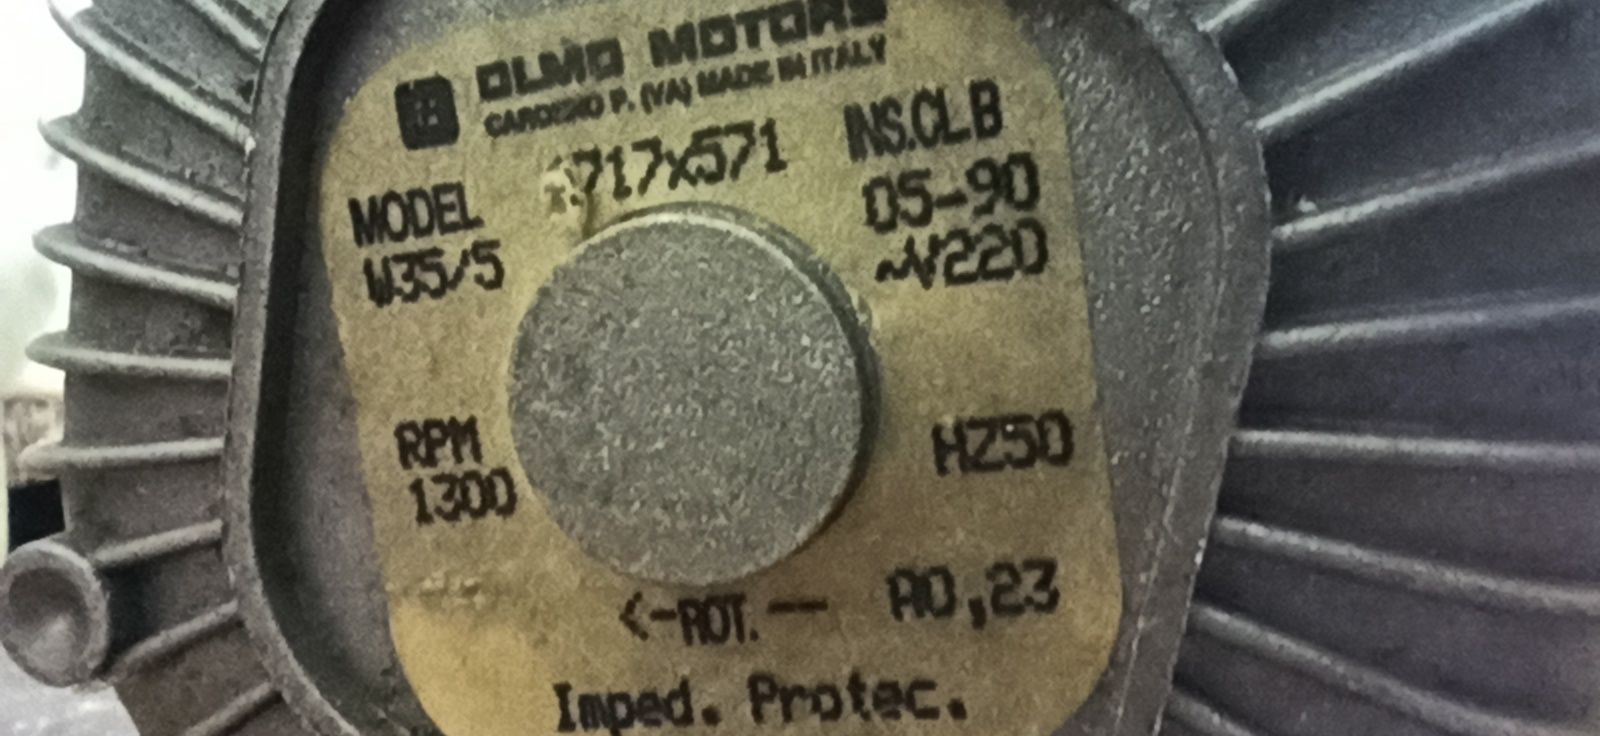 OLMO MOTORS
P. (VA) MADE IN ITALY
717x571
INS.CL B
MODEL
05-90
W35/5
~V220
RPM
HZ50
1300
<-ROT. --
A0,23
Imped. Protec.